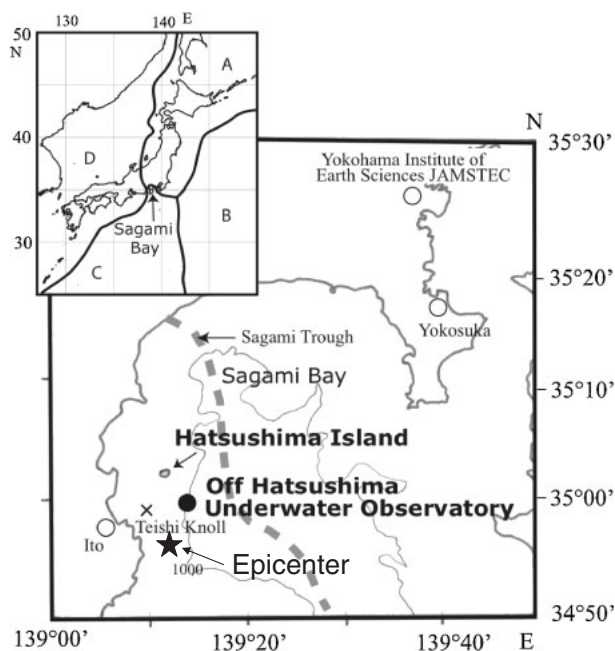 130 140 E
50
N
A
40
D
B
Sagami
Bay
30
C
N
35°30'
Yokohama Institute of
Earth Sciences JAMSTEC
35°20'
Yokosuka
Sagami Trough
Sagami Bay
35°10'
Hatsushima Island
Off Hatsushima
Underwater Observatory
35°00'
Teishi Knoll
Ito
Epicenter
1000
34°50'
139°00' 139°20' 139°40' E